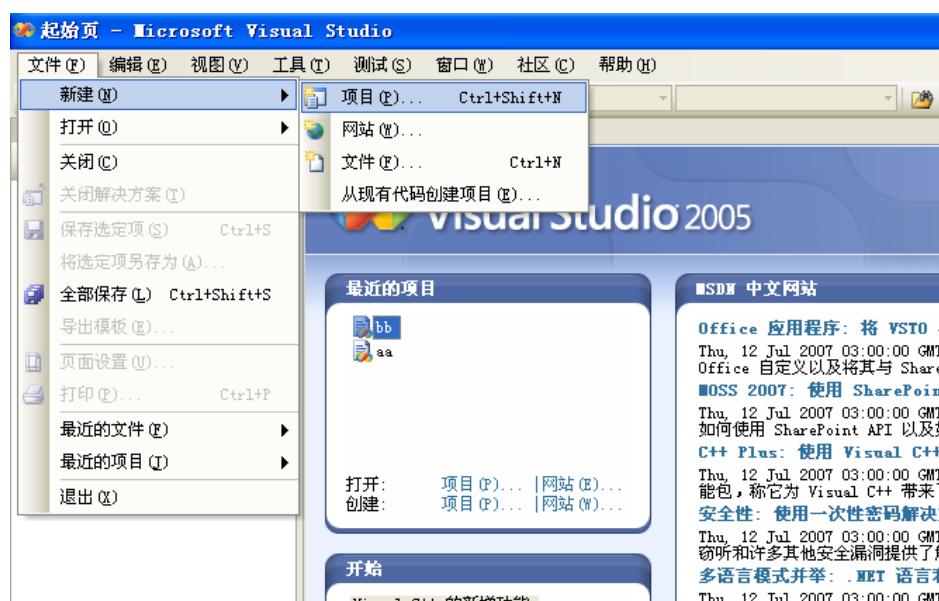 起始页 - Microsoft Visual Studio
文件(F) 编辑(E) 视图(V) 工具(T) 测试(S) 窗口(W) 社区(C) 帮助(H)
新建(N)
项目(P)... Ctrl+Shift+N
打开(O)
网站(W)...
关闭(C)
文件(F)... Ctrl+N
关闭解决方案(T)
从现有代码创建项目(E)...
保存选定项(S) Ctrl+S
将选定项另存为(A)...
全部保存(L) Ctrl+Shift+S
导出模板(E)...
页面设置(U)...
打印(P)... Ctrl+P
最近的文件(F)
最近的项目(J)
退出(X)
Visual Studio 2005
最近的项目
bb
aa
打开: 项目(P)... |网站(E)...
创建: 项目(P)... |网站(W)...
开始
Visual C++ 的新增功能
MSDN 中文网站
Office 应用程序: 将 VSTO
Thu, 12 Jul 2007 03:00:00 GMT
Office 自定义以及将其与 Share
MOSS 2007: 使用 SharePoin
Thu, 12 Jul 2007 03:00:00 GMT
如何使用 SharePoint API 以及
C++ Plus: 使用 Visual C++
Thu, 12 Jul 2007 03:00:00 GMT
能包，称它为 Visual C++ 带来
安全性: 使用一次性密码解决
Thu, 12 Jul 2007 03:00:00 GMT
窃听和许多其他安全漏洞提供了
多语言模式并举: .NET 语言
Thu, 12 Jul 2007 03:00:00 GMT